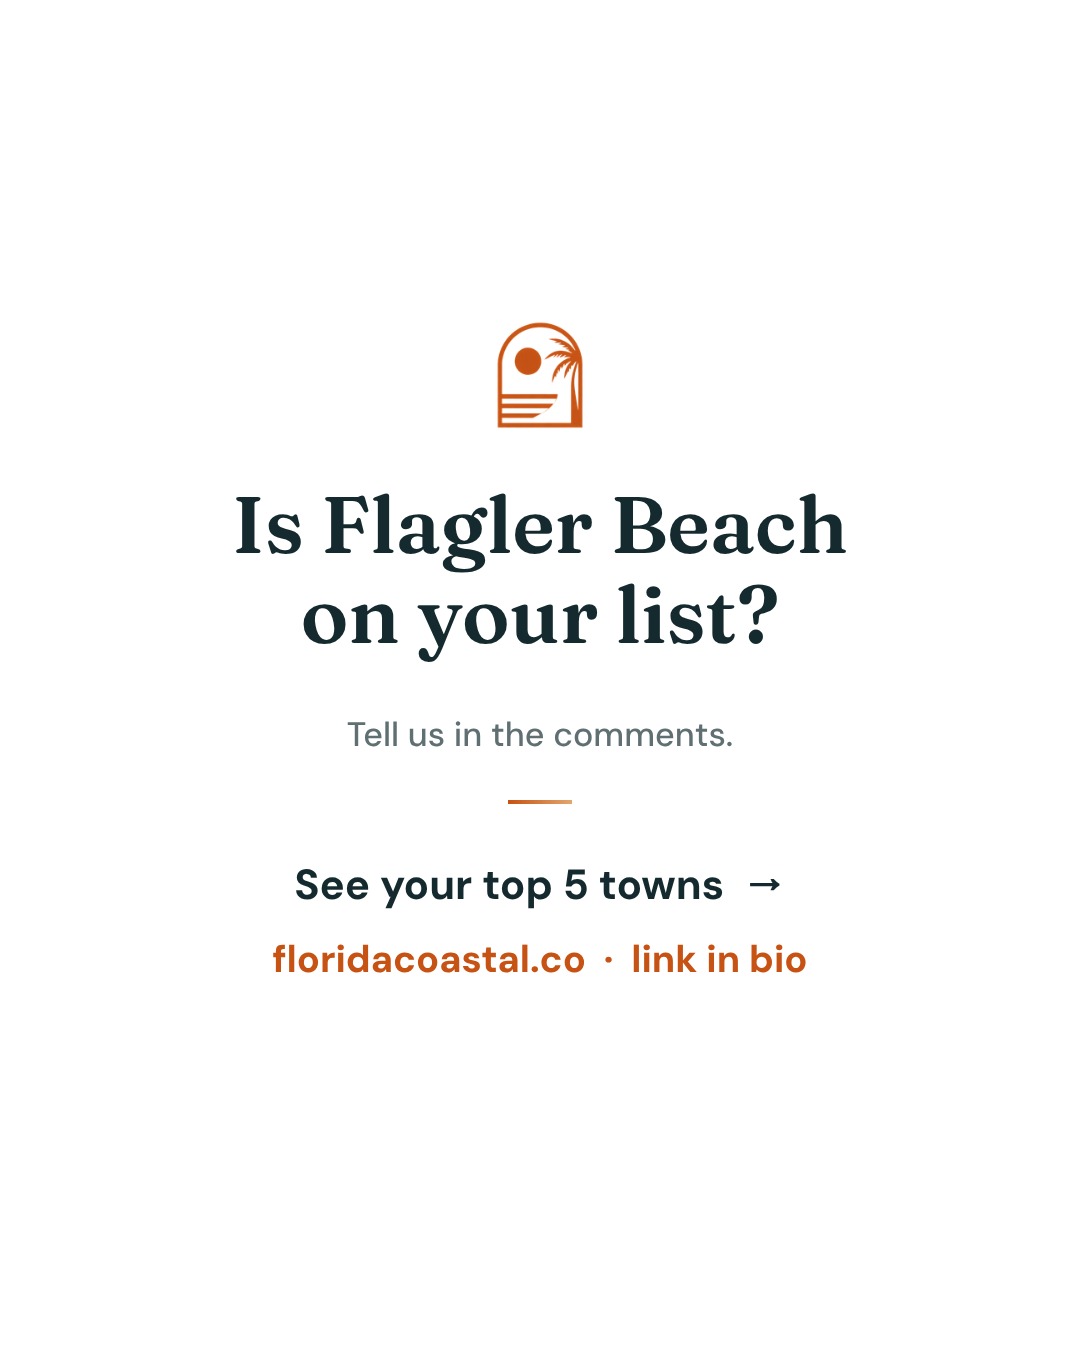 Is Flagler Beach
on your list?
Tell us in the comments.
See your top 5 towns →
floridacoastal.co · link in bio